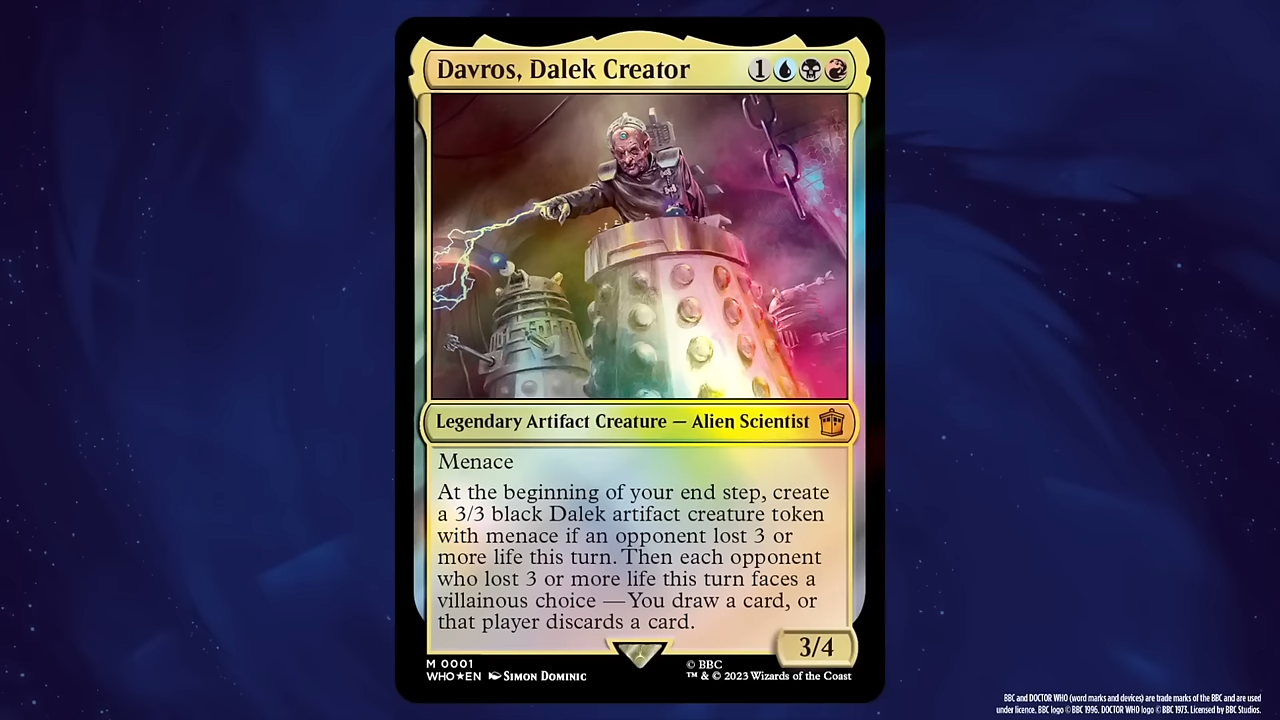 Davros, Dalek Creator 1
Legendary Artifact Creature — Alien Scientist
Menace
At the beginning of your end step, create
a 3/3 black Dalek artifact creature token
with menace if an opponent lost 3 or
more life this turn. Then each opponent
who lost 3 or more life this turn faces a
villainous choice — You draw a card, or
that player discards a card.
3/4
M 0001
WHO★EN Simon Dominic
© BBC
™ & © 2023 Wizards of the Coast
BBC and DOCTOR WHO (word marks and devices) are trade marks of the BBC and are used
under licence. BBC logo © BBC 1996. DOCTOR WHO logo © BBC 1973. Licensed by BBC Studios.